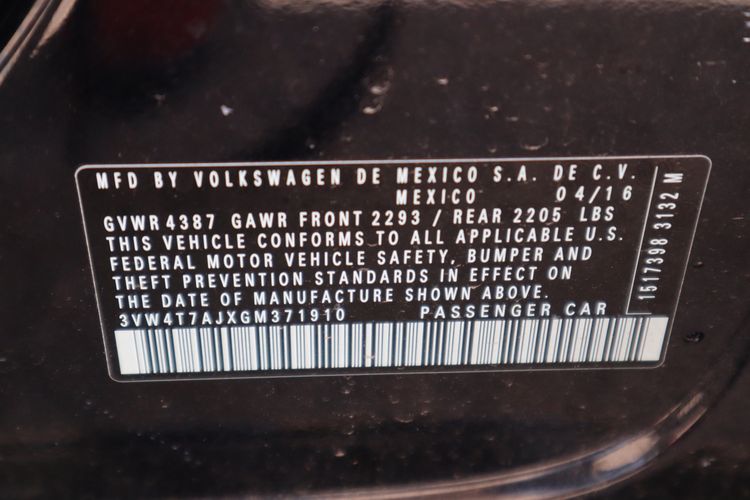 MFD BY VOLKSWAGEN DE MEXICO S.A. DE C.V.
MEXICO 04/16
GVWR 4387 GAWR FRONT 2293 / REAR 2205 LBS
THIS VEHICLE CONFORMS TO ALL APPLICABLE U.S.
FEDERAL MOTOR VEHICLE SAFETY, BUMPER AND
THEFT PREVENTION STANDARDS IN EFFECT ON
THE DATE OF MANUFACTURE SHOWN ABOVE.
3VW4T7AJXGM371910 PASSENGER CAR
1517398 3132 M